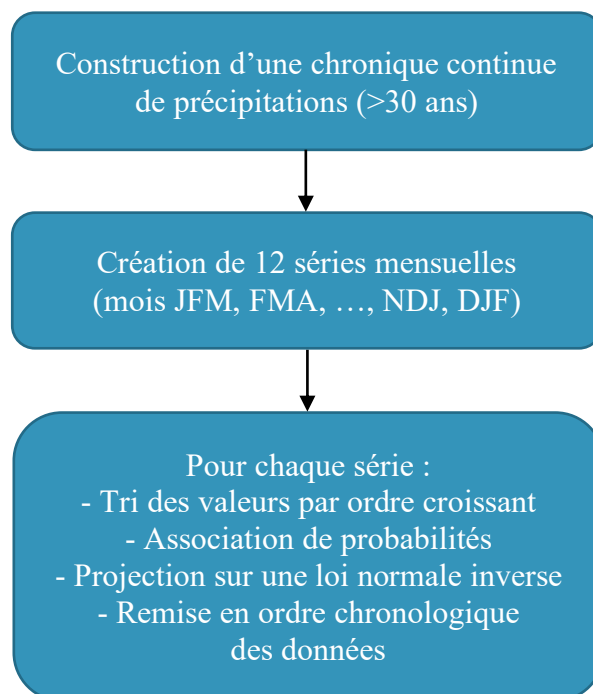 Construction d’une chronique continue
de précipitations (>30 ans)
Création de 12 séries mensuelles
(mois JFM, FMA, …, NDJ, DJF)
Pour chaque série :
- Tri des valeurs par ordre croissant
- Association de probabilités
- Projection sur une loi normale inverse
- Remise en ordre chronologique
des données